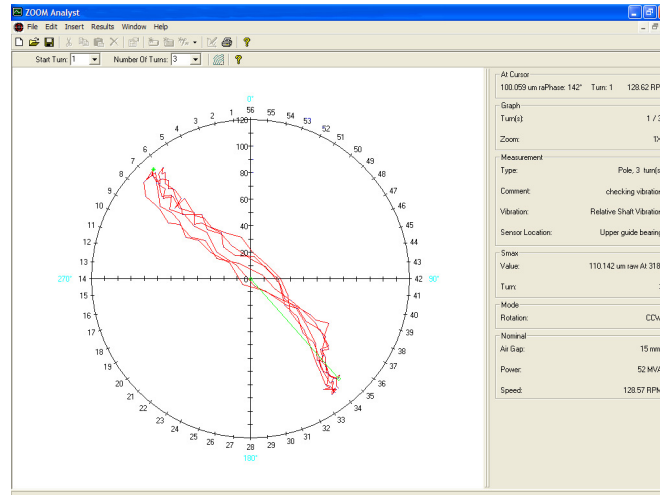 ZOOM Analyst
File Edit Insert Results Window Help
Start Turn: 1 Number Of Turns: 3
At Cursor
100.059 um raPhase: 142° Turn: 1 128.62 RP
Graph
Turn(s): 1 / 3
Zoom: 1X
Measurement
Type: Pole, 3 turn(s
Comment: checking vibration
Vibration: Relative Shaft Vibration
Sensor Location: Upper guide bearing
Smax
Value: 110.142 um raw At 318
Turn:
Mode
Rotation: CCW
Nominal
Air Gap: 15 mm
Power: 52 MVA
Speed: 128.57 RPM
0°
1 56 55 54 53 52 51 50 49 48 47 46 45 44 43 42 41 40 39 38 37 36 35 34 33 32 31 30 29 28 27 26 25 24 23 22 21 20 19 18 17 16 15 14 13 12 11 10 9 8 7 6 5 4 3 2
120
100
80
60
40
20
0
270°
90°
180°